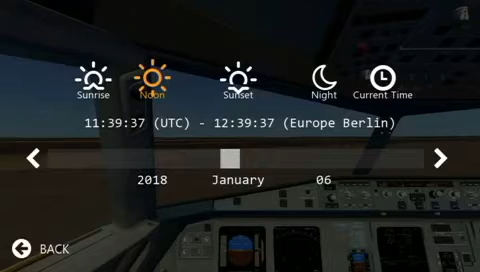 Sunrise Noon Sunset Night Current Time
11:39:37 (UTC) - 12:39:37 (Europe Berlin)
2018 January 06
BACK